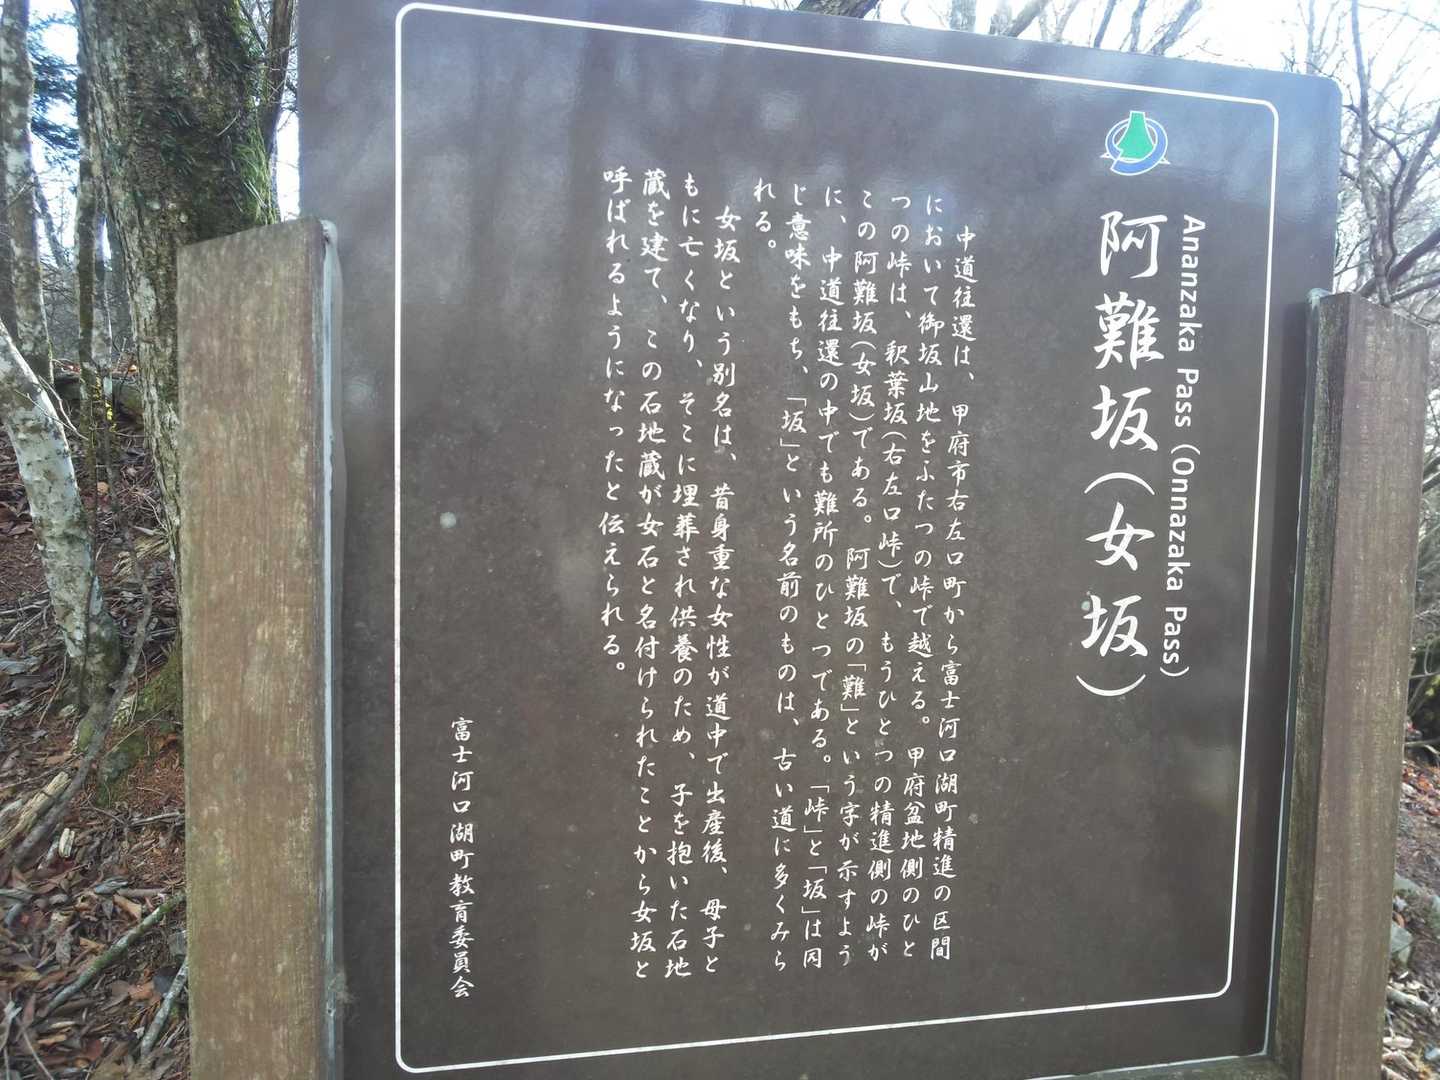 Ananzaka Pass (Onnazaka Pass)
阿難坂(女坂)
中道往還は、甲府市右左口町から富士河口湖町精進の区間
において御坂山地をふたつの峠で越える。甲府盆地側のひと
つの峠は、釈葉坂(右左口峠)で、もうひとつの精進側の峠が
この阿難坂(女坂)である。阿難坂の「難」という字が示すよう
に、中道往還の中でも難所のひとつである。「峠」と「坂」は同
じ意味をもち、「坂」という名前のものは、古い道に多くみら
れる。
女坂という別名は、昔身重な女性が道中で出産後、母子と
もに亡くなり、そこに埋葬され供養のため、子を抱いた石地
蔵を建て、この石地蔵が女石と名付けられたことから女坂と
呼ばれるようになったと伝えられる。
富士河口湖町教育委員会